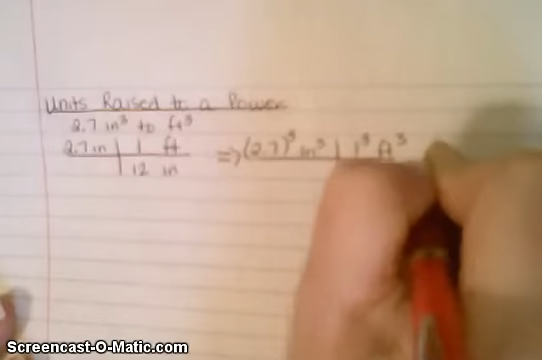 Units Raised to a Power
2.7 in³ to ft³
2.7 in | 1 ft => (2.7)³ in³ | 1³ ft³
12 in
Screencast-O-Matic.com